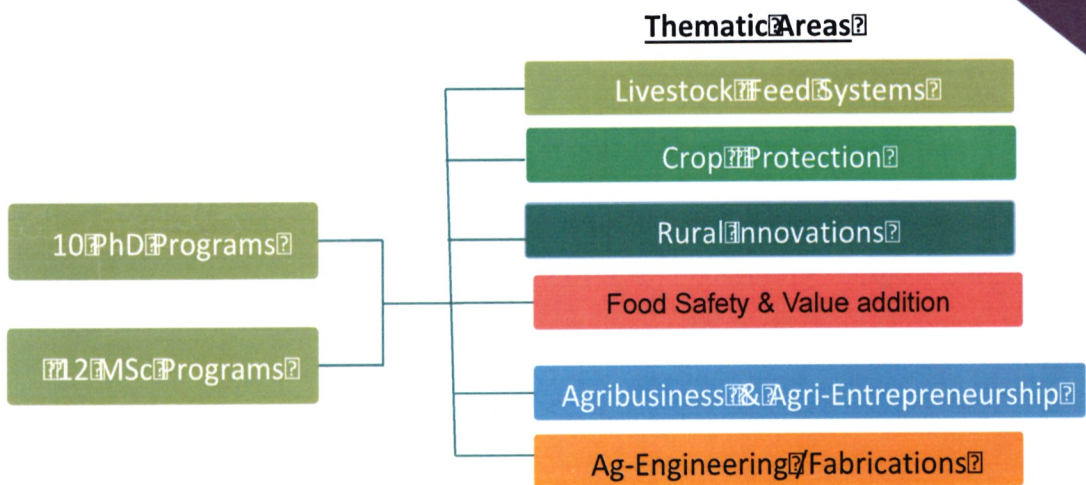 Thematic Areas
Livestock Feed Systems
Crop Protection
Rural Innovations
10 PhD Programs
Food Safety & Value addition
12 MSc Programs
Agribusiness & Agri-Entrepreneurship
Ag-Engineering /Fabrications